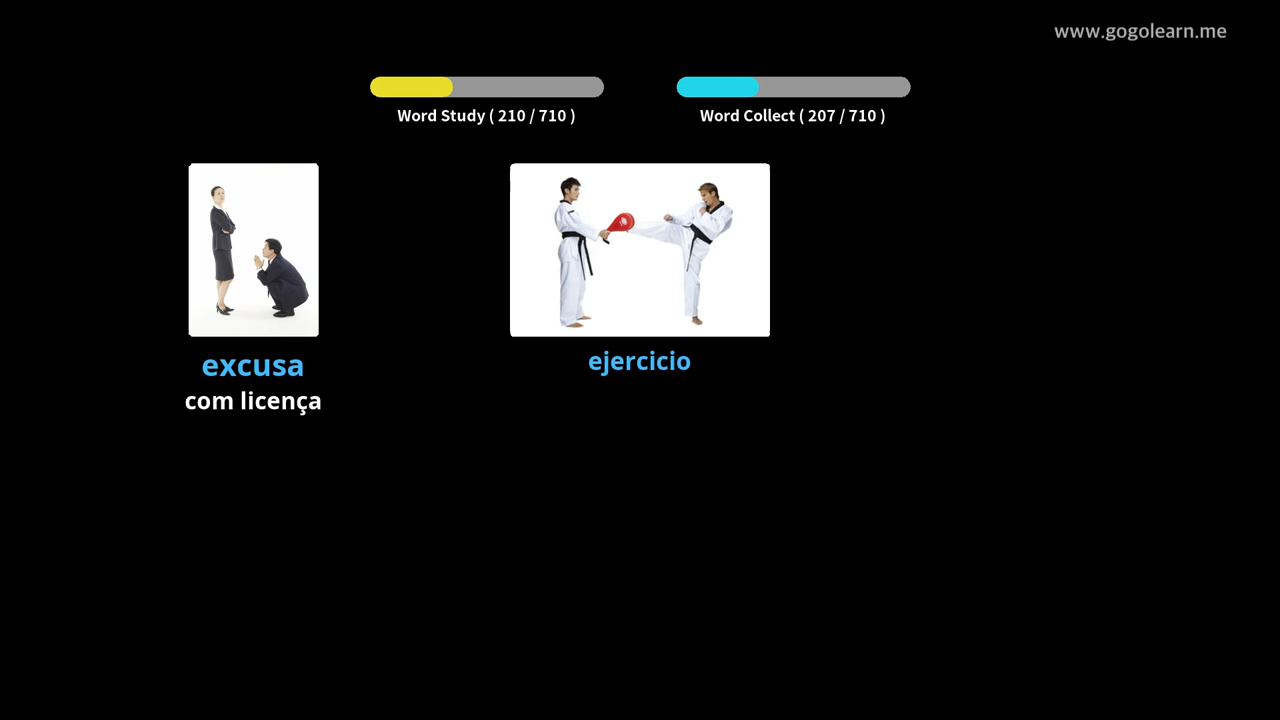 www.gogolearn.me
Word Study ( 210 / 710 )
Word Collect ( 207 / 710 )
excusa
com licença
ejercicio